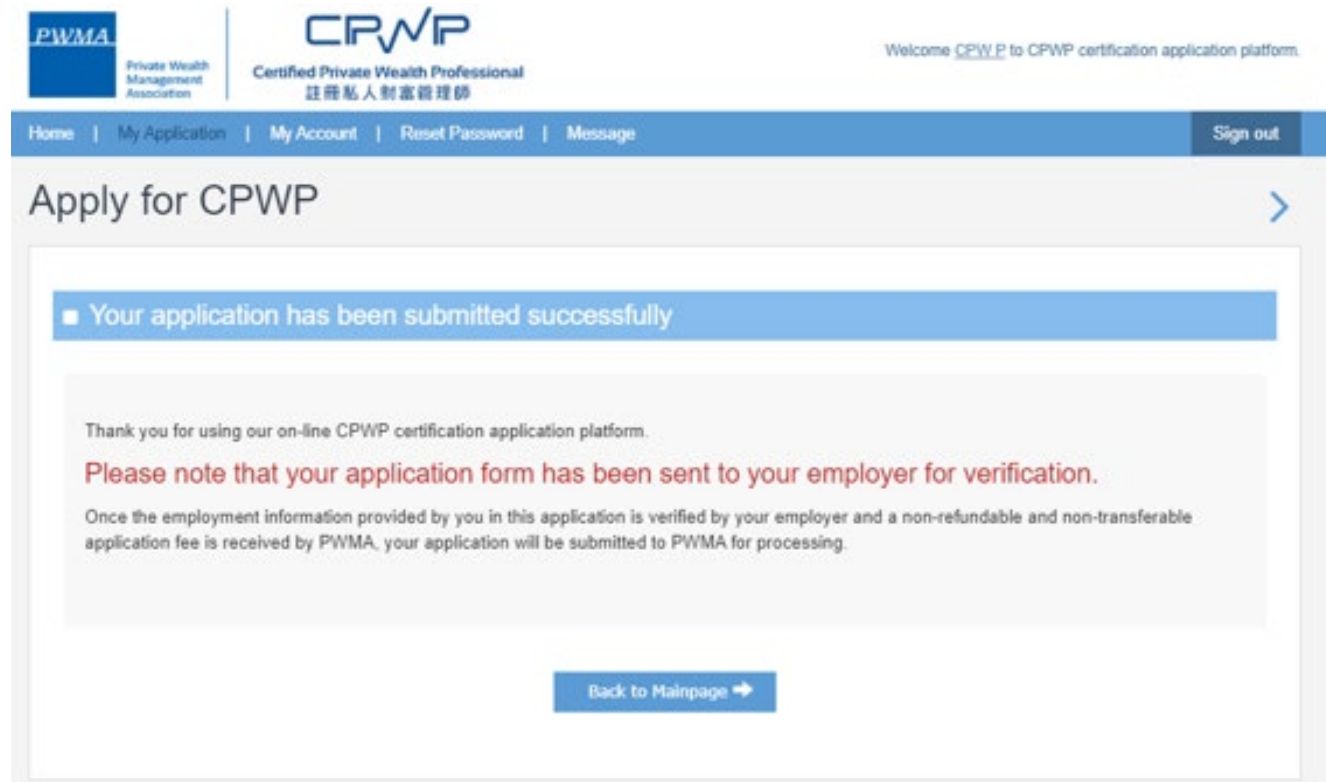 PWMA
Private Wealth
Management
Association
CPWP
Certified Private Wealth Professional
註冊私人財富管理師
Welcome CPW P to CPWP certification application platform.
Home | My Application | My Account | Reset Password | Message
Sign out
Apply for CPWP
Your application has been submitted successfully
Thank you for using our on-line CPWP certification application platform.
Please note that your application form has been sent to your employer for verification.
Once the employment information provided by you in this application is verified by your employer and a non-refundable and non-transferable
application fee is received by PWMA, your application will be submitted to PWMA for processing.
Back to Mainpage